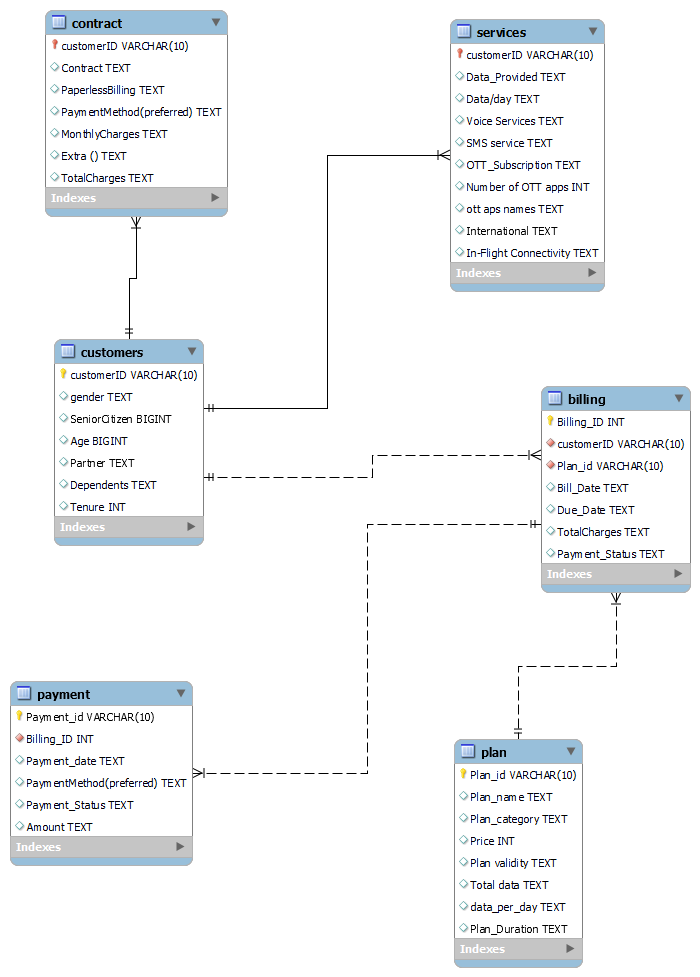 contract
customerID VARCHAR(10)
Contract TEXT
PaperlessBilling TEXT
PaymentMethod(preferred) TEXT
MonthlyCharges TEXT
Extra () TEXT
TotalCharges TEXT
Indexes
services
customerID VARCHAR(10)
Data_Provided TEXT
Data/day TEXT
Voice Services TEXT
SMS service TEXT
OTT_Subscription TEXT
Number of OTT apps INT
ott aps names TEXT
International TEXT
In-Flight Connectivity TEXT
Indexes
customers
customerID VARCHAR(10)
gender TEXT
SeniorCitizen BIGINT
Age BIGINT
Partner TEXT
Dependents TEXT
Tenure INT
Indexes
billing
Billing_ID INT
customerID VARCHAR(10)
Plan_id VARCHAR(10)
Bill_Date TEXT
Due_Date TEXT
TotalCharges TEXT
Payment_Status TEXT
Indexes
payment
Payment_id VARCHAR(10)
Billing_ID INT
Payment_date TEXT
PaymentMethod(preferred) TEXT
Payment_Status TEXT
Amount TEXT
Indexes
plan
Plan_id VARCHAR(10)
Plan_name TEXT
Plan_category TEXT
Price INT
Plan validity TEXT
Total data TEXT
data_per_day TEXT
Plan_Duration TEXT
Indexes